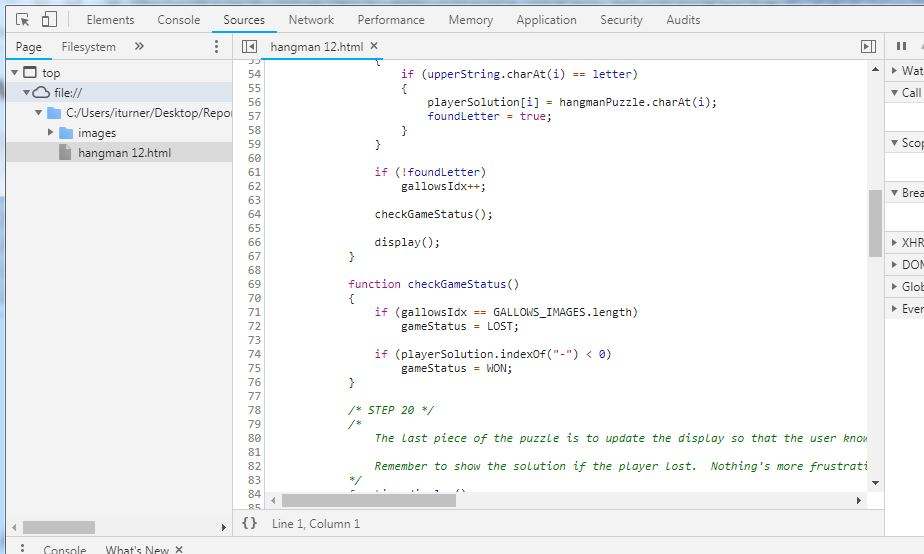 Elements Console Sources Network Performance Memory Application Security Audits
Page Filesystem » hangman 12.html ×
top
file://
C:/Users/iturner/Desktop/Repo
images
hangman 12.html
53 {
54 if (upperString.charAt(i) == letter)
55 {
56 playerSolution[i] = hangmanPuzzle.charAt(i);
57 foundLetter = true;
58 }
59 }
60
61 if (!foundLetter)
62 gallowsIdx++;
63
64 checkGameStatus();
65
66 display();
67 }
68
69 function checkGameStatus()
70 {
71 if (gallowsIdx == GALLOWS_IMAGES.length)
72 gameStatus = LOST;
73
74 if (playerSolution.indexOf("-") < 0)
75 gameStatus = WON;
76 }
77
78 /* STEP 20 */
79 /*
80 The last piece of the puzzle is to update the display so that the user know
81
82 Remember to show the solution if the player lost. Nothing's more frustrati
83 */
84
85
Wat
Call
Scop
Brea
XHR
DOM
Glob
Even
{} Line 1, Column 1
Console What's New ×